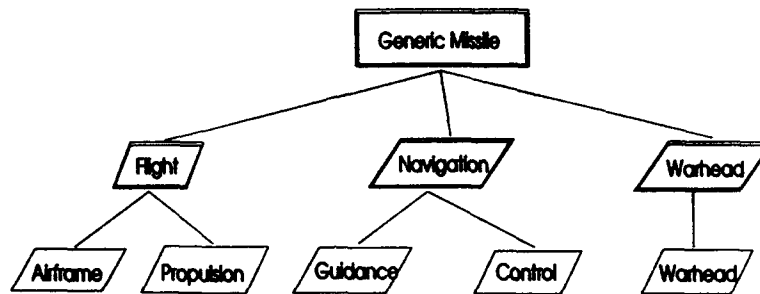 Generic Missile
Flight
Navigation
Warhead
Airframe
Propulsion
Guidance
Control
Warhead